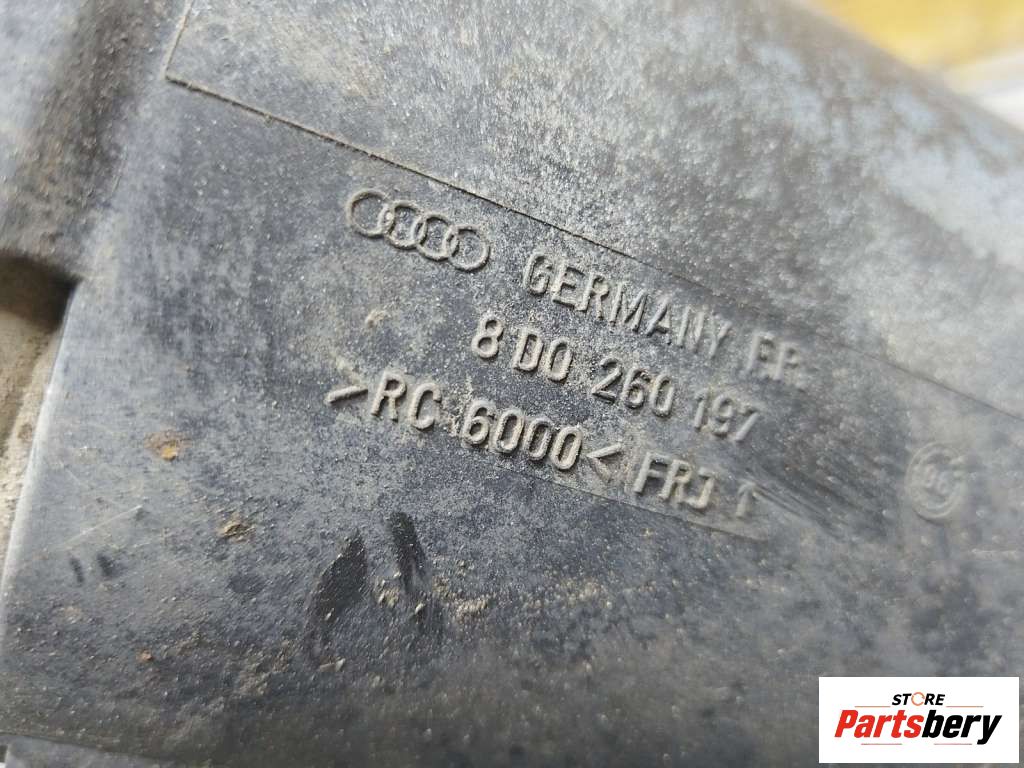 GERMANY F.R.
8D0 260 197
>RC 6000< FRJ 1
STORE
Partsbery